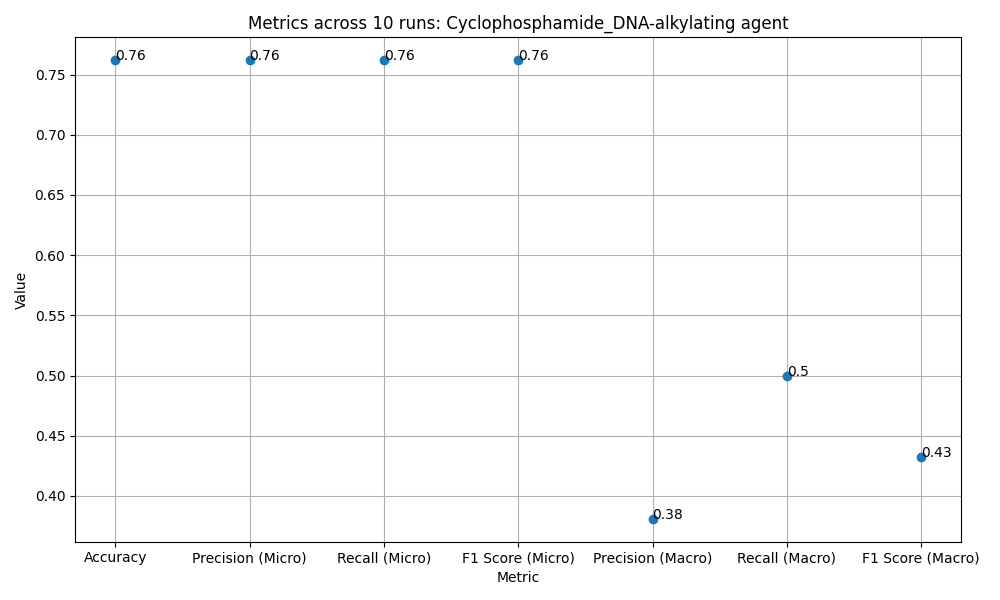 Metrics across 10 runs: Cyclophosphamide_DNA-alkylating agent
0.76 0.76 0.76 0.76
0.75
0.70
0.65
0.60
0.55
0.50
0.5
0.45
0.43
0.40
0.38
Value
Accuracy Precision (Micro) Recall (Micro) F1 Score (Micro) Precision (Macro) Recall (Macro) F1 Score (Macro)
Metric